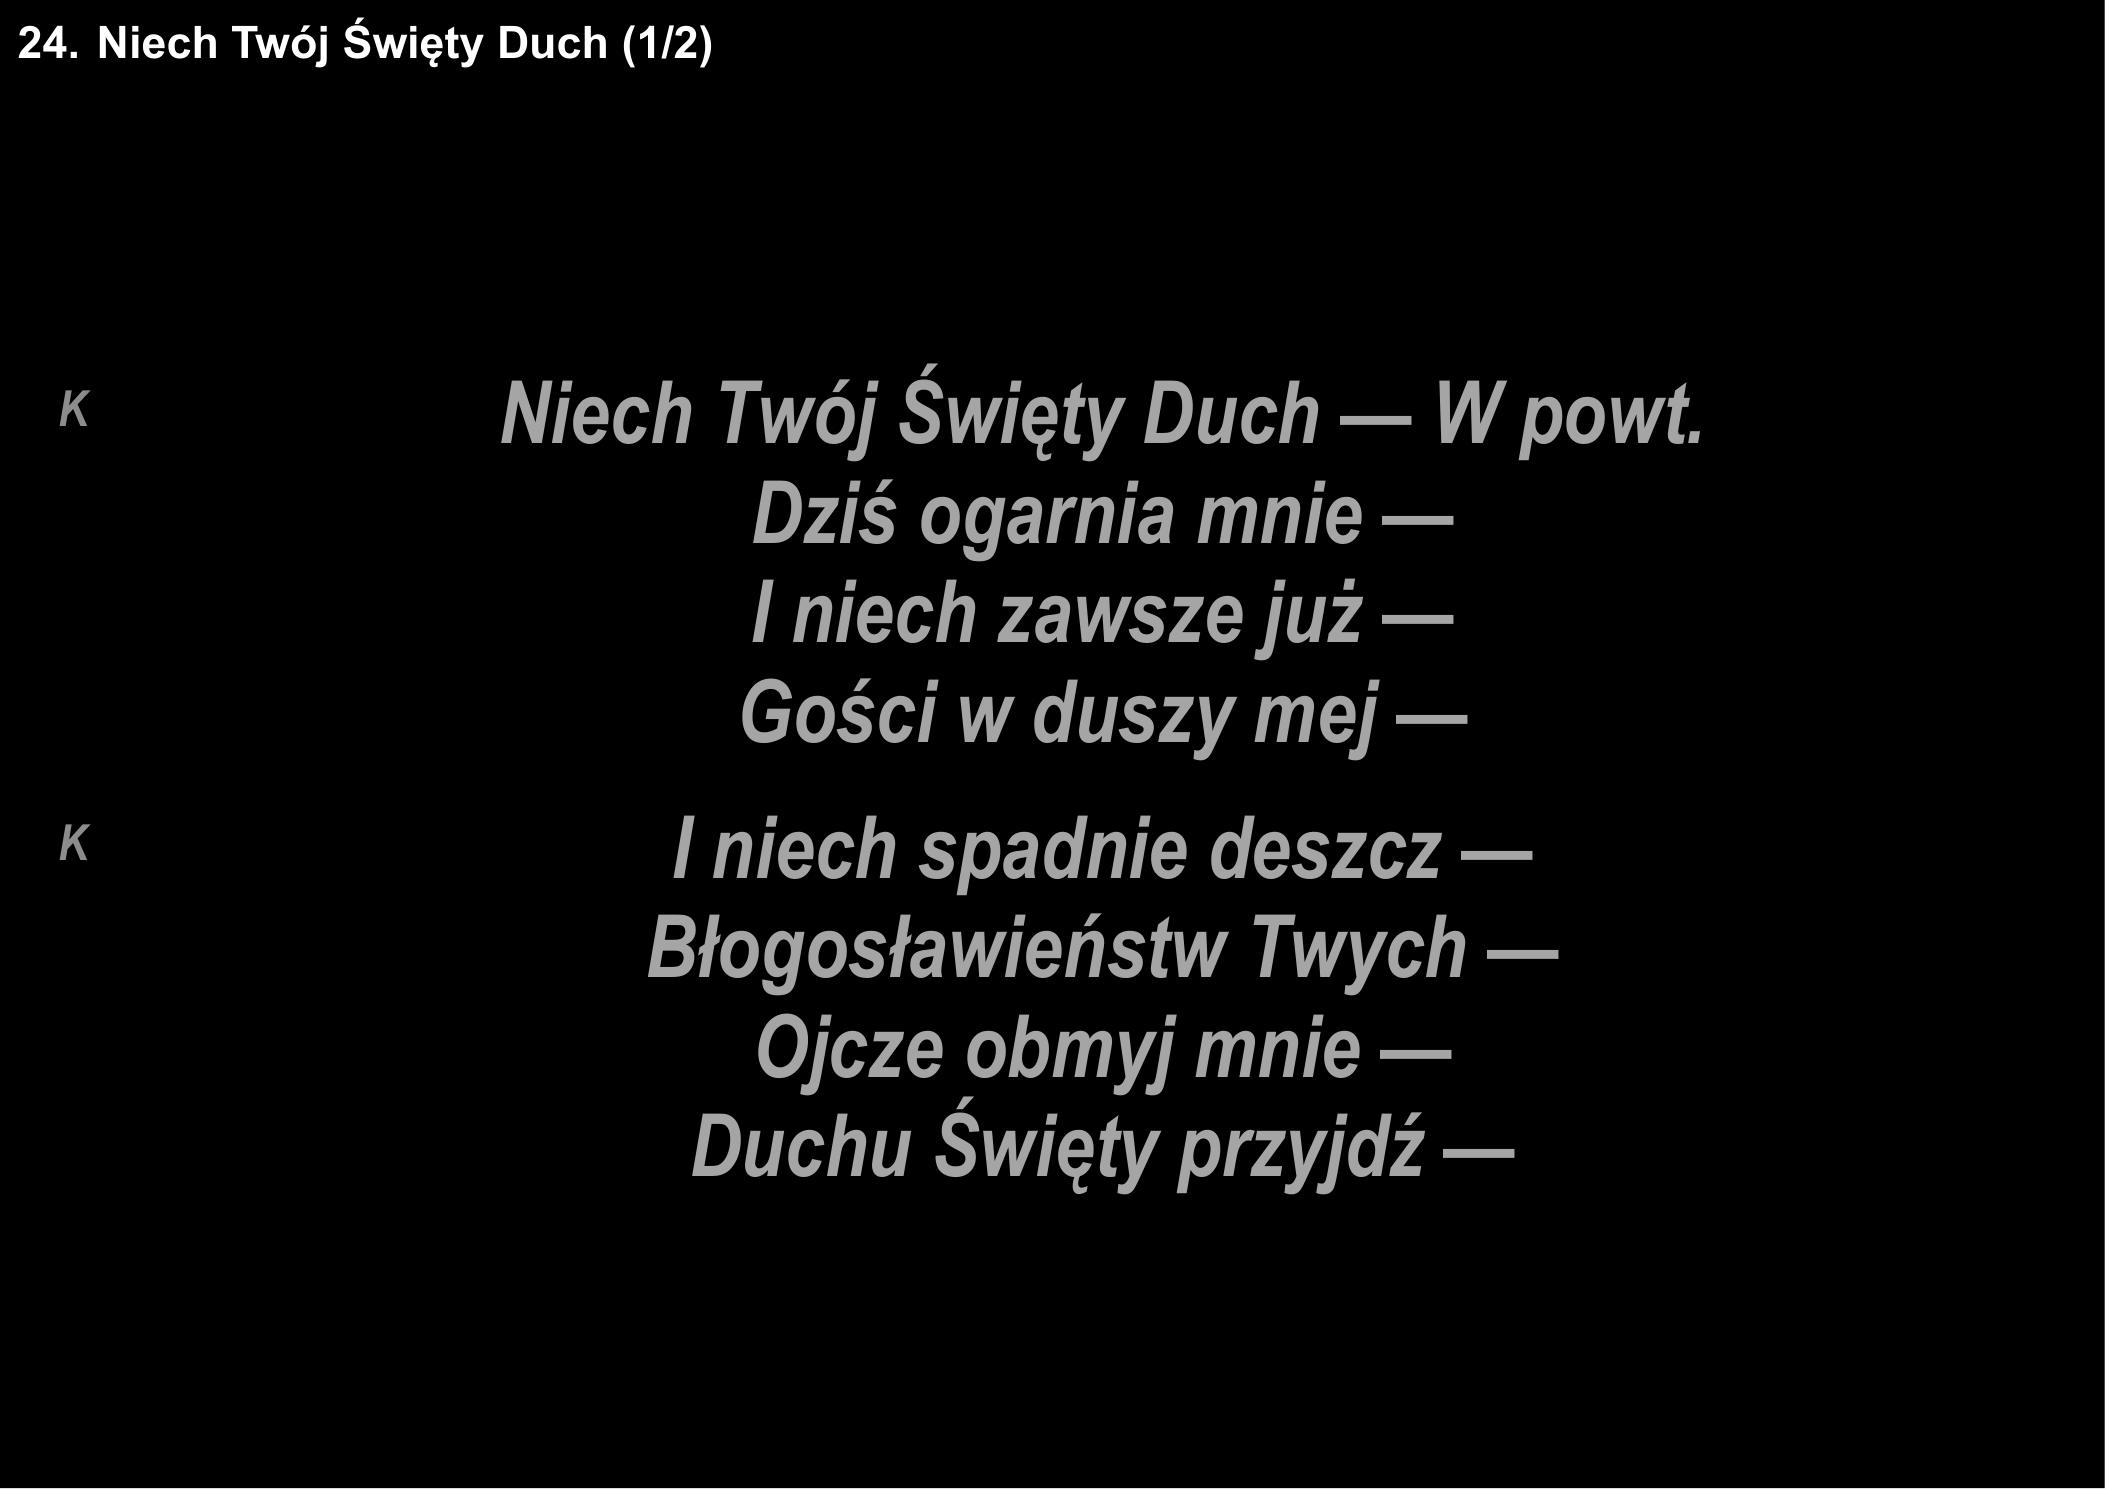 24. Niech Twój Święty Duch (1/2)
K Niech Twój Święty Duch — W powt.
Dziś ogarnia mnie —
I niech zawsze już —
Gości w duszy mej —
K I niech spadnie deszcz —
Błogosławieństw Twych —
Ojcze obmyj mnie —
Duchu Święty przyjdź —